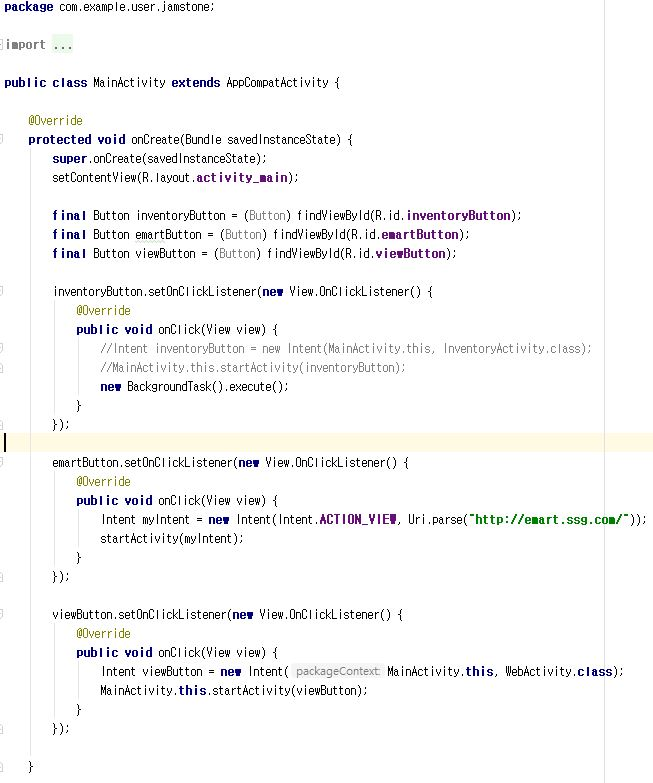 package com.example.user.jamstone;
import ...
public class MainActivity extends AppCompatActivity {
@Override
protected void onCreate(Bundle savedInstanceState) {
super.onCreate(savedInstanceState);
setContentView(R.layout.activity_main);
final Button inventoryButton = (Button) findViewById(R.id.inventoryButton);
final Button emartButton = (Button) findViewById(R.id.emartButton);
final Button viewButton = (Button) findViewById(R.id.viewButton);
inventoryButton.setOnClickListener(new View.OnClickListener() {
@Override
public void onClick(View view) {
//Intent inventoryButton = new Intent(MainActivity.this, InventoryActivity.class);
//MainActivity.this.startActivity(inventoryButton);
new BackgroundTask().execute();
}
});
emartButton.setOnClickListener(new View.OnClickListener() {
@Override
public void onClick(View view) {
Intent myIntent = new Intent(Intent.ACTION_VIEW, Uri.parse("http://emart.ssg.com/"));
startActivity(myIntent);
}
});
viewButton.setOnClickListener(new View.OnClickListener() {
@Override
public void onClick(View view) {
Intent viewButton = new Intent( packageContext: MainActivity.this, WebActivity.class);
MainActivity.this.startActivity(viewButton);
}
});
}